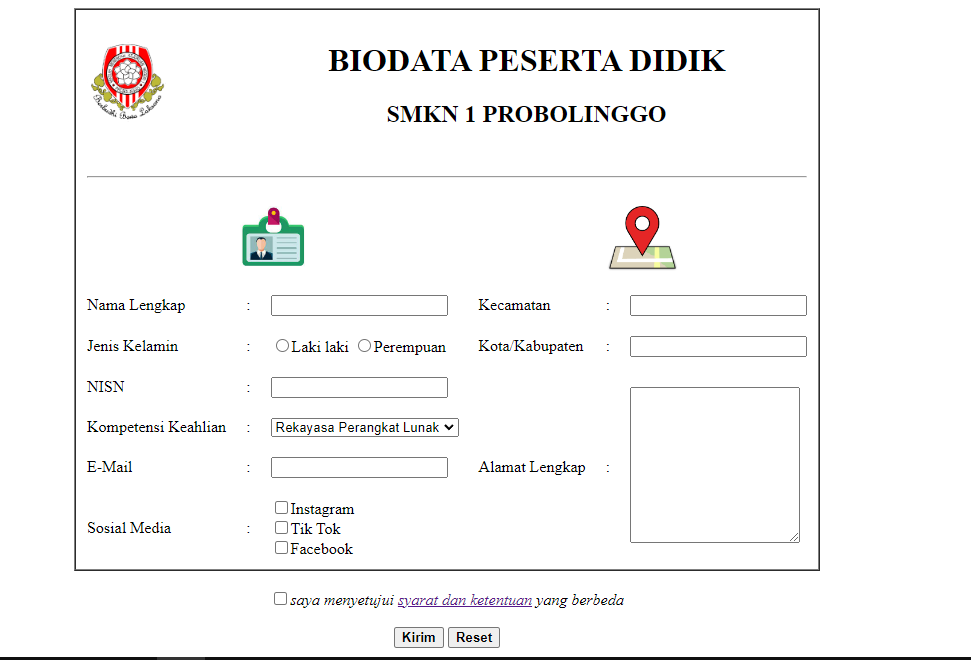 BIODATA PESERTA DIDIK
SMKN 1 PROBOLINGGO
Nama Lengkap :
Kecamatan :
Jenis Kelamin : Laki laki Perempuan
Kota/Kabupaten :
NISN :
Kompetensi Keahlian : Rekayasa Perangkat Lunak
E-Mail :
Alamat Lengkap :
Sosial Media :
Instagram
Tik Tok
Facebook
saya menyetujui syarat dan ketentuan yang berbeda
Kirim Reset